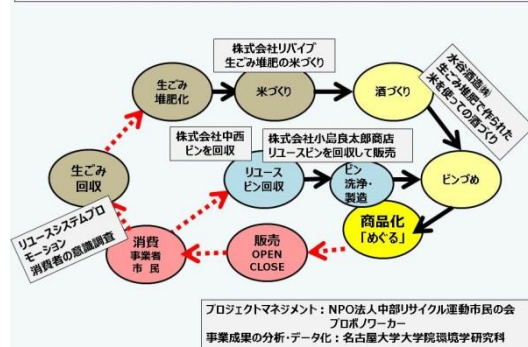 株式会社リバイブ
生ごみ堆肥の米づくり
生ごみ
堆肥化
米づくり
酒づくり
水谷酒造㈱
生ごみ堆肥で作られた
米を使っての酒づくり
株式会社中西
ビンを回収
株式会社小島良太郎商店
リユースビンを回収して販売
生ごみ
回収
リユース
ビン回収
ビン
洗浄・
製造
ビンづめ
リユースシステムプロ
モーション
消費者の意識調査
消費
事業者
市 民
販売
OPEN
CLOSE
商品化
「めぐる」
プロジェクトマネジメント：NPO法人中部リサイクル運動市民の会
プロボノワーカー
事業成果の分析・データ化：名古屋大学大学院環境学研究科